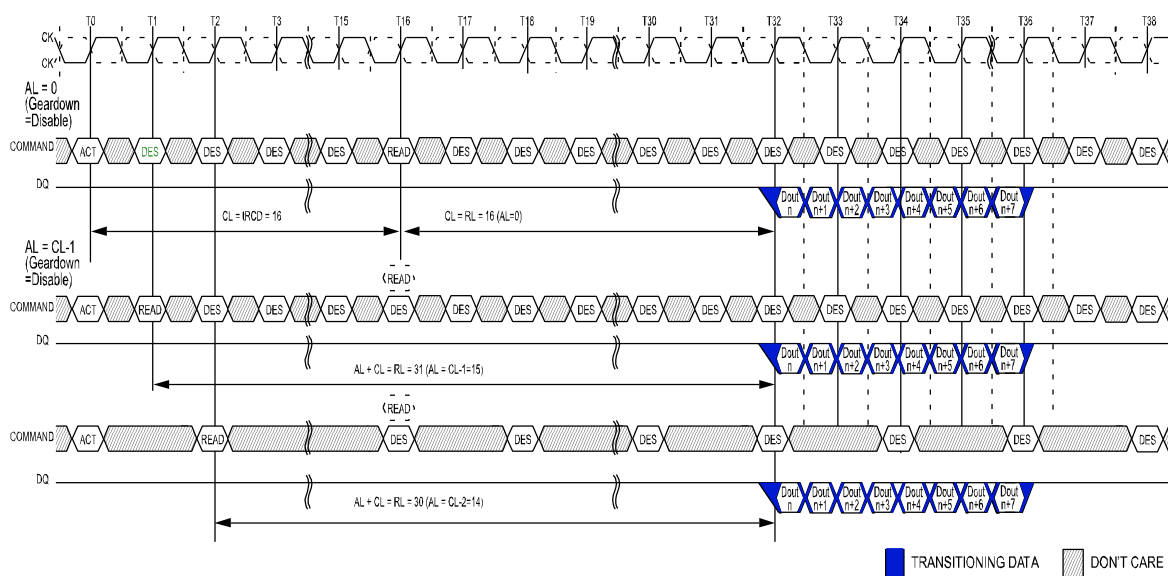 T0 T1 T2 T3 T15 T16 T17 T18 T19 T30 T31 T32 T33 T34 T35 T36 T37 T38
CK
CK'
AL = 0
(Geardown
=Disable)
COMMAND ACT DES DES DES DES READ DES DES DES DES DES DES DES DES DES DES DES DES
DQ
Dout n Dout n+1 Dout n+2 Dout n+3 Dout n+4 Dout n+5 Dout n+6 Dout n+7
CL = tRCD = 16 CL = RL = 16 (AL=0)
AL = CL-1
(Geardown
=Disable)
READ
COMMAND ACT READ DES DES DES DES DES DES DES DES DES DES DES DES DES DES DES DES
DQ
Dout n Dout n+1 Dout n+2 Dout n+3 Dout n+4 Dout n+5 Dout n+6 Dout n+7
AL + CL = RL = 31 (AL = CL-1=15)
READ
COMMAND ACT READ DES DES DES DES DES DES DES
DQ
Dout n Dout n+1 Dout n+2 Dout n+3 Dout n+4 Dout n+5 Dout n+6 Dout n+7
AL + CL = RL = 30 (AL = CL-2=14)
TRANSITIONING DATA DON'T CARE